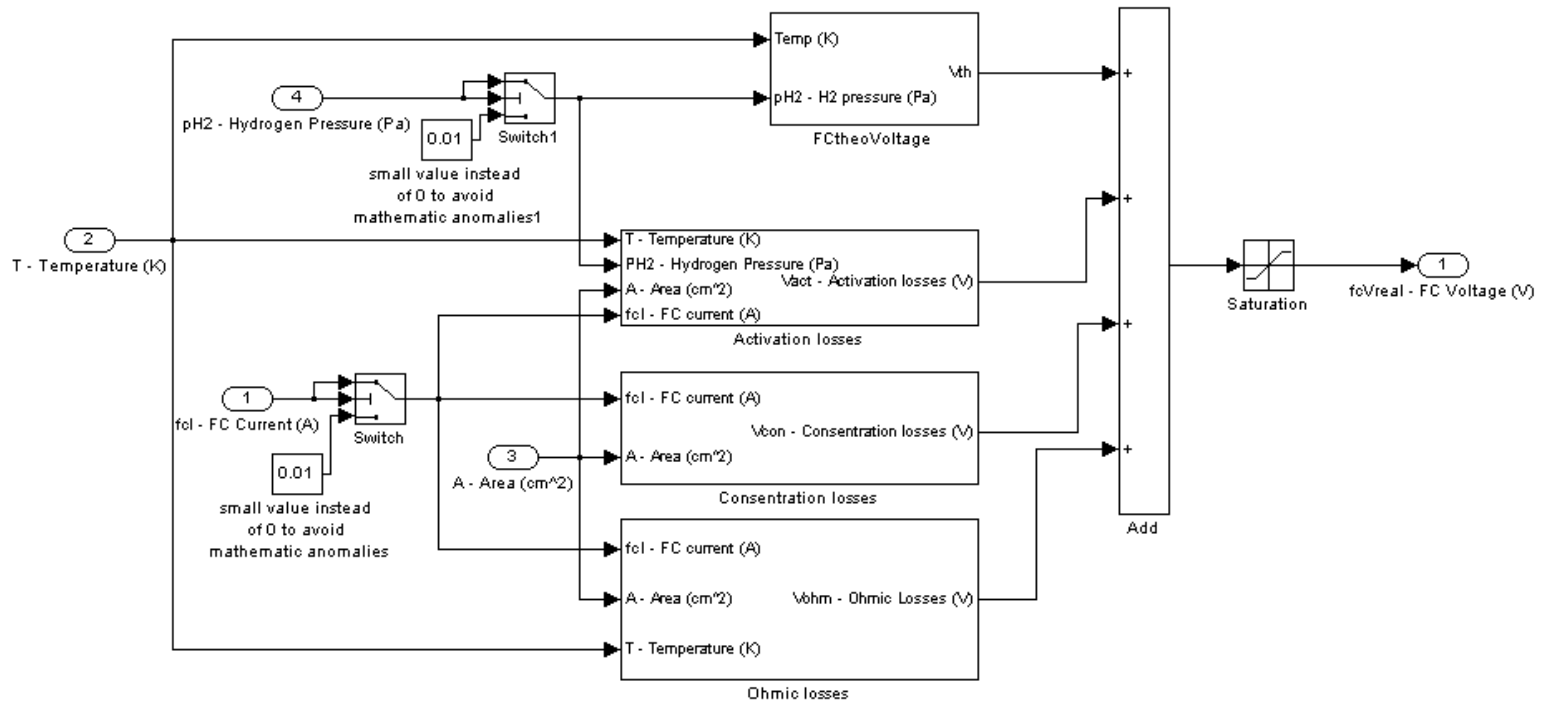 Temp (K)
Vth
pH2 - H2 pressure (Pa)
FCtheoVoltage
4
pH2 - Hydrogen Pressure (Pa)
0.01
Switch1
small value instead
of 0 to avoid
mathematic anomalies1
2
T - Temperature (K)
T - Temperature (K)
PH2 - Hydrogen Pressure (Pa)
Vact - Activation losses (V)
A - Area (cm^2)
fcI - FC current (A)
Activation losses
1
fcI - FC Current (A)
Switch
0.01
small value instead
of 0 to avoid
mathematic anomalies
3
A - Area (cm^2)
fcI - FC current (A)
Vcon - Consentration losses (V)
A - Area (cm^2)
Consentration losses
fcI - FC current (A)
A - Area (cm^2)
Vohm - Ohmic Losses (V)
T - Temperature (K)
Ohmic losses
+
+
+
+
Add
Saturation
1
fcVreal - FC Voltage (V)